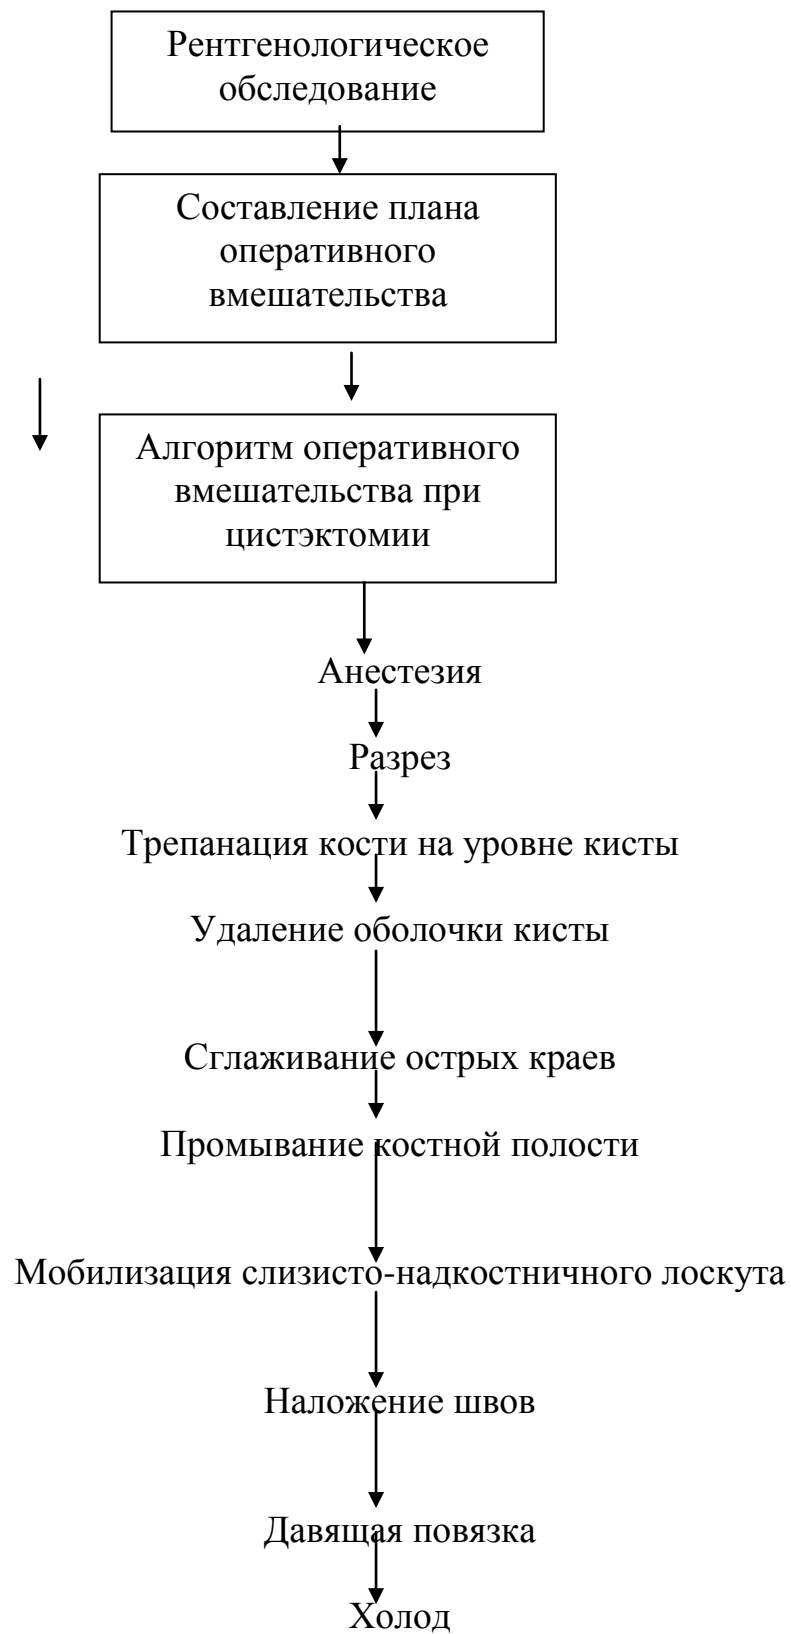 Рентгенологическое
обследование
Составление плана
оперативного
вмешательства
Алгоритм оперативного
вмешательства при
цистэктомии
Анестезия
Разрез
Трепанация кости на уровне кисты
Удаление оболочки кисты
Сглаживание острых краев
Промывание костной полости
Мобилизация слизисто-надкостничного лоскута
Наложение швов
Давящая повязка
Холод